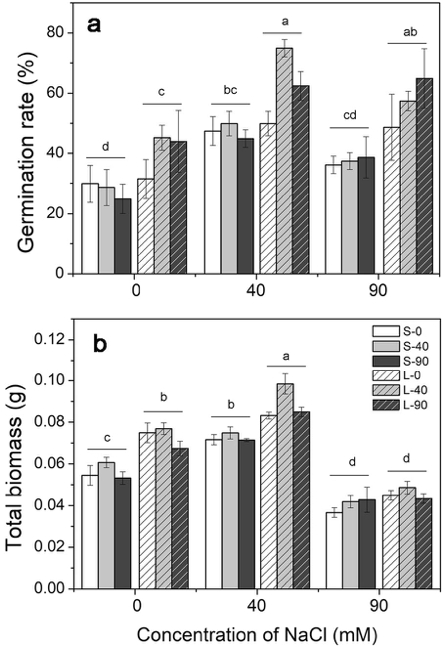 a
Germination rate (%)
80
60
40
20
0
d
c
bc
a
cd
ab
0
40
90
b
Total biomass (g)
0.12
0.10
0.08
0.06
0.04
0.02
0.00
S-0
S-40
S-90
L-0
L-40
L-90
c
b
b
a
d
d
0
40
90
Concentration of NaCl (mM)